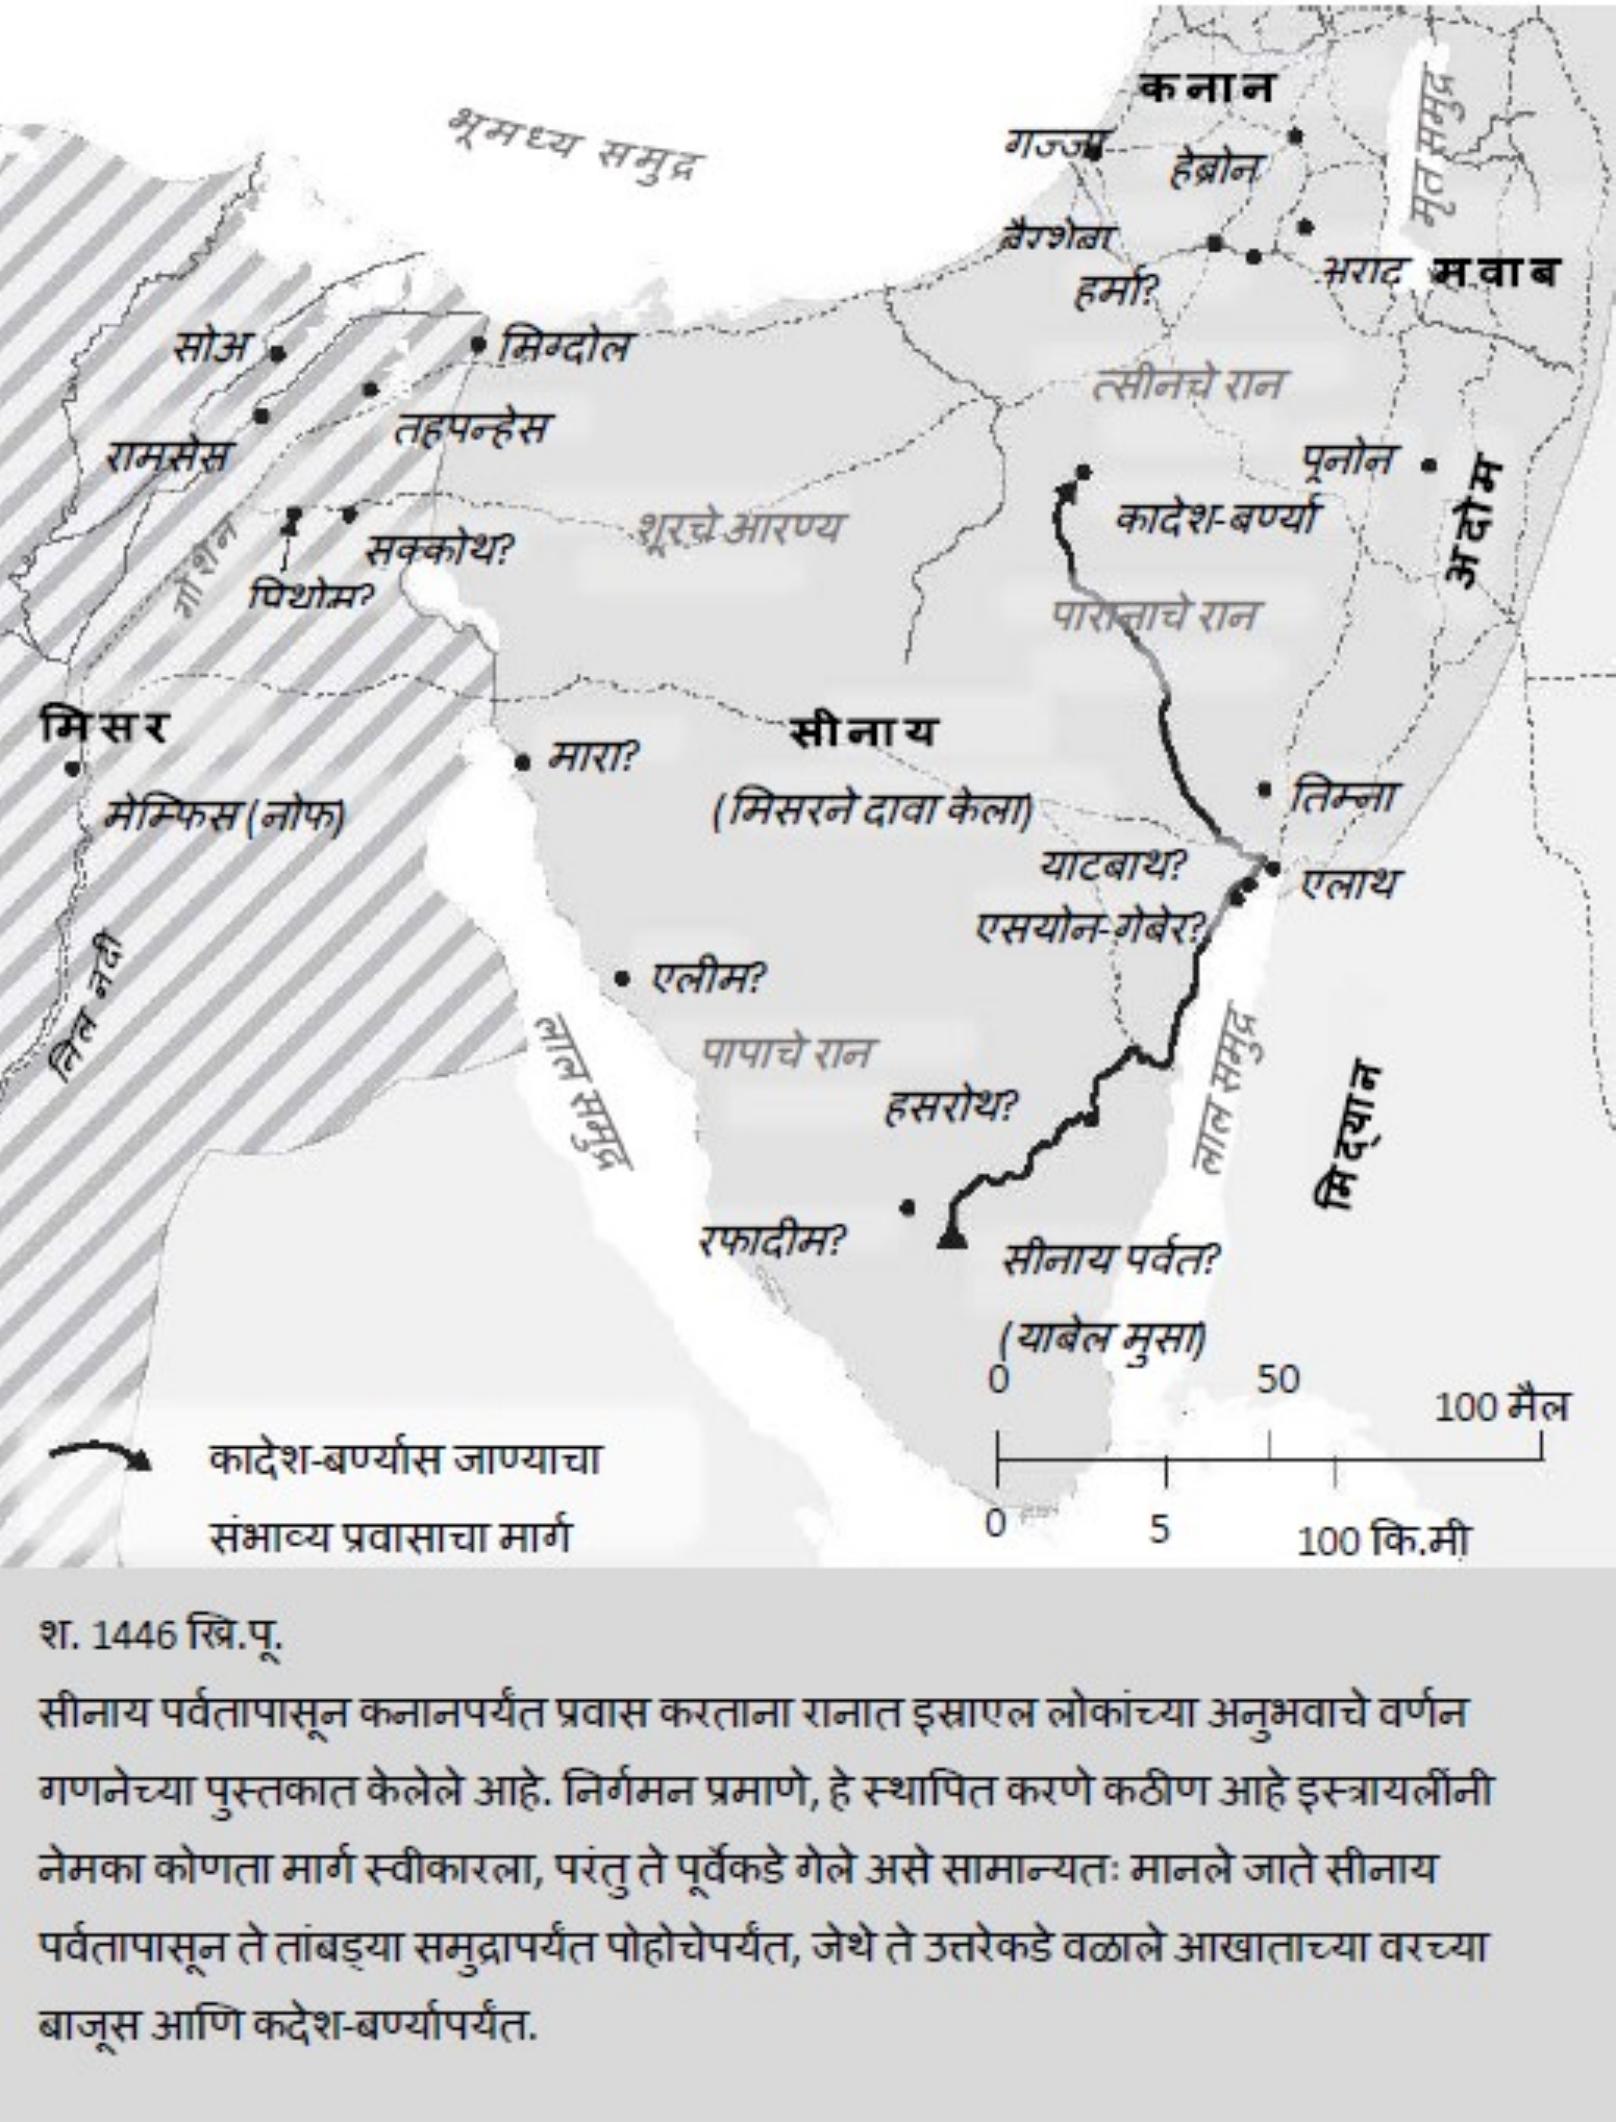 भूमध्य समुद्र
कनान
गज्जा
हेब्रोन
मृत समुद्र
बैरशेबा
हर्मा?
अराद
मवाब
सोअ
मिग्दोल
तहपन्हेस
रामसेस
त्सीनचे रान
पूनोन
अदोम
कादेश-बर्ण्या
शूरचे आरण्य
सक्कोथ?
पिथोम?
गोशेन
पारानाचे रान
मिसर
मेम्फिस (नोफ)
मारा?
सीनाय
(मिसरने दावा केला)
तिम्ना
याटबाथ?
एलाथ
एसयोन-गेबेर?
निल नदी
एलीम?
पापाचे रान
लाल समुद्र
लाल समुद्र
हसरोथ?
मिद्यान
रफादीम?
सीनाय पर्वत?
(याबेल मुसा)
0 50 100 मैल
0 5 100 कि.मी
कादेश-बर्ण्यास जाण्याचा
संभाव्य प्रवासाचा मार्ग
श. 1446 ख्रि.पू.
सीनाय पर्वतापासून कनानपर्यंत प्रवास करताना रानात इस्राएल लोकांच्या अनुभवाचे वर्णन
गणनेच्या पुस्तकात केलेले आहे. निर्गमन प्रमाणे, हे स्थापित करणे कठीण आहे इस्त्रायलींनी
नेमका कोणता मार्ग स्वीकारला, परंतु ते पूर्वेकडे गेले असे सामान्यतः मानले जाते सीनाय
पर्वतापासून ते तांबड्या समुद्रापर्यंत पोहोचेपर्यंत, जेथे ते उत्तरेकडे वळाले आखाताच्या वरच्या
बाजूस आणि कदेश-बर्ण्यापर्यंत.